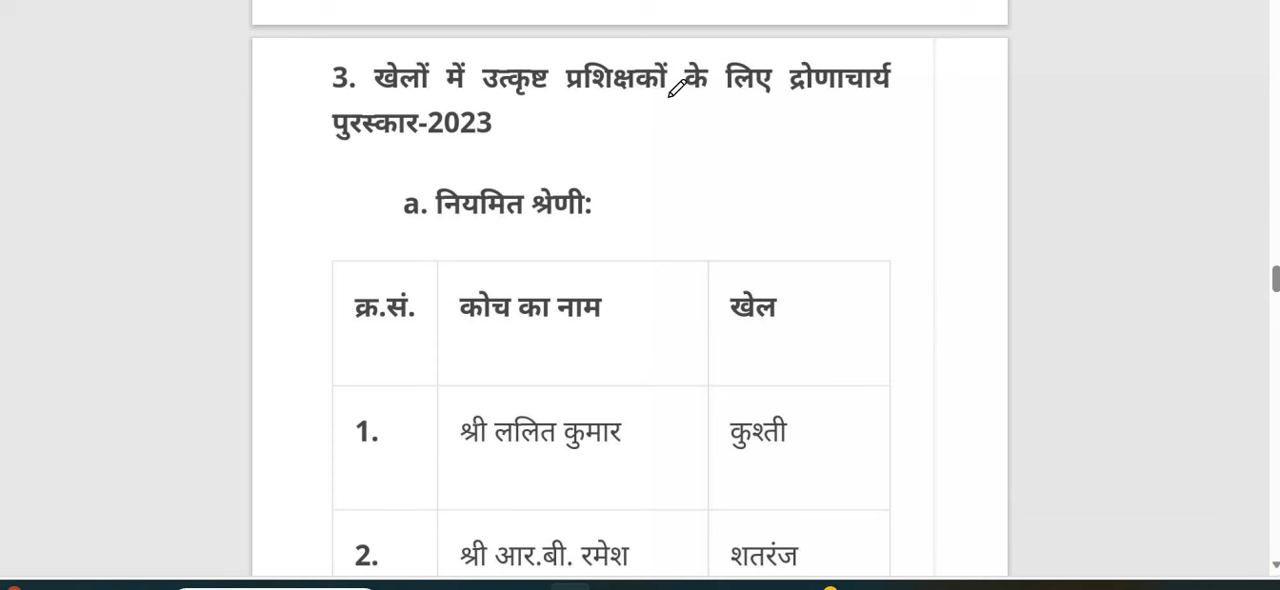 3. खेलों में उत्कृष्ट प्रशिक्षकों के लिए द्रोणाचार्य
पुरस्कार-2023
a. नियमित श्रेणी:
क्र.सं. कोच का नाम खेल
1. श्री ललित कुमार कुश्ती
2. श्री आर.बी. रमेश शतरंज